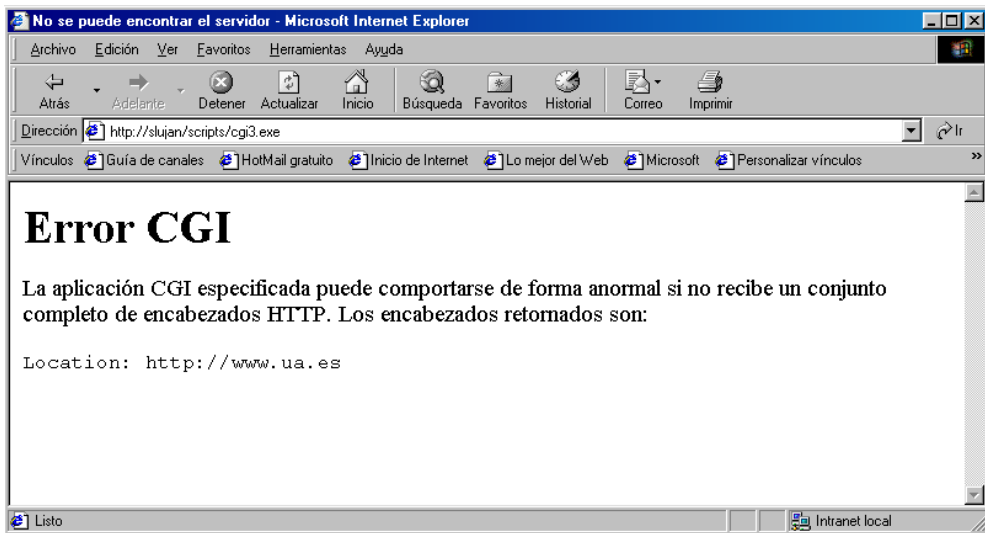 No se puede encontrar el servidor - Microsoft Internet Explorer
Archivo Edición Ver Favoritos Herramientas Ayuda
Atrás Adelante Detener Actualizar Inicio Búsqueda Favoritos Historial Correo Imprimir
Dirección http://slujan/scripts/cgi3.exe Ir
Vínculos Guía de canales HotMail gratuito Inicio de Internet Lo mejor del Web Microsoft Personalizar vínculos »
Error CGI
La aplicación CGI especificada puede comportarse de forma anormal si no recibe un conjunto
completo de encabezados HTTP. Los encabezados retornados son:
Location: http://www.ua.es
Listo Intranet local